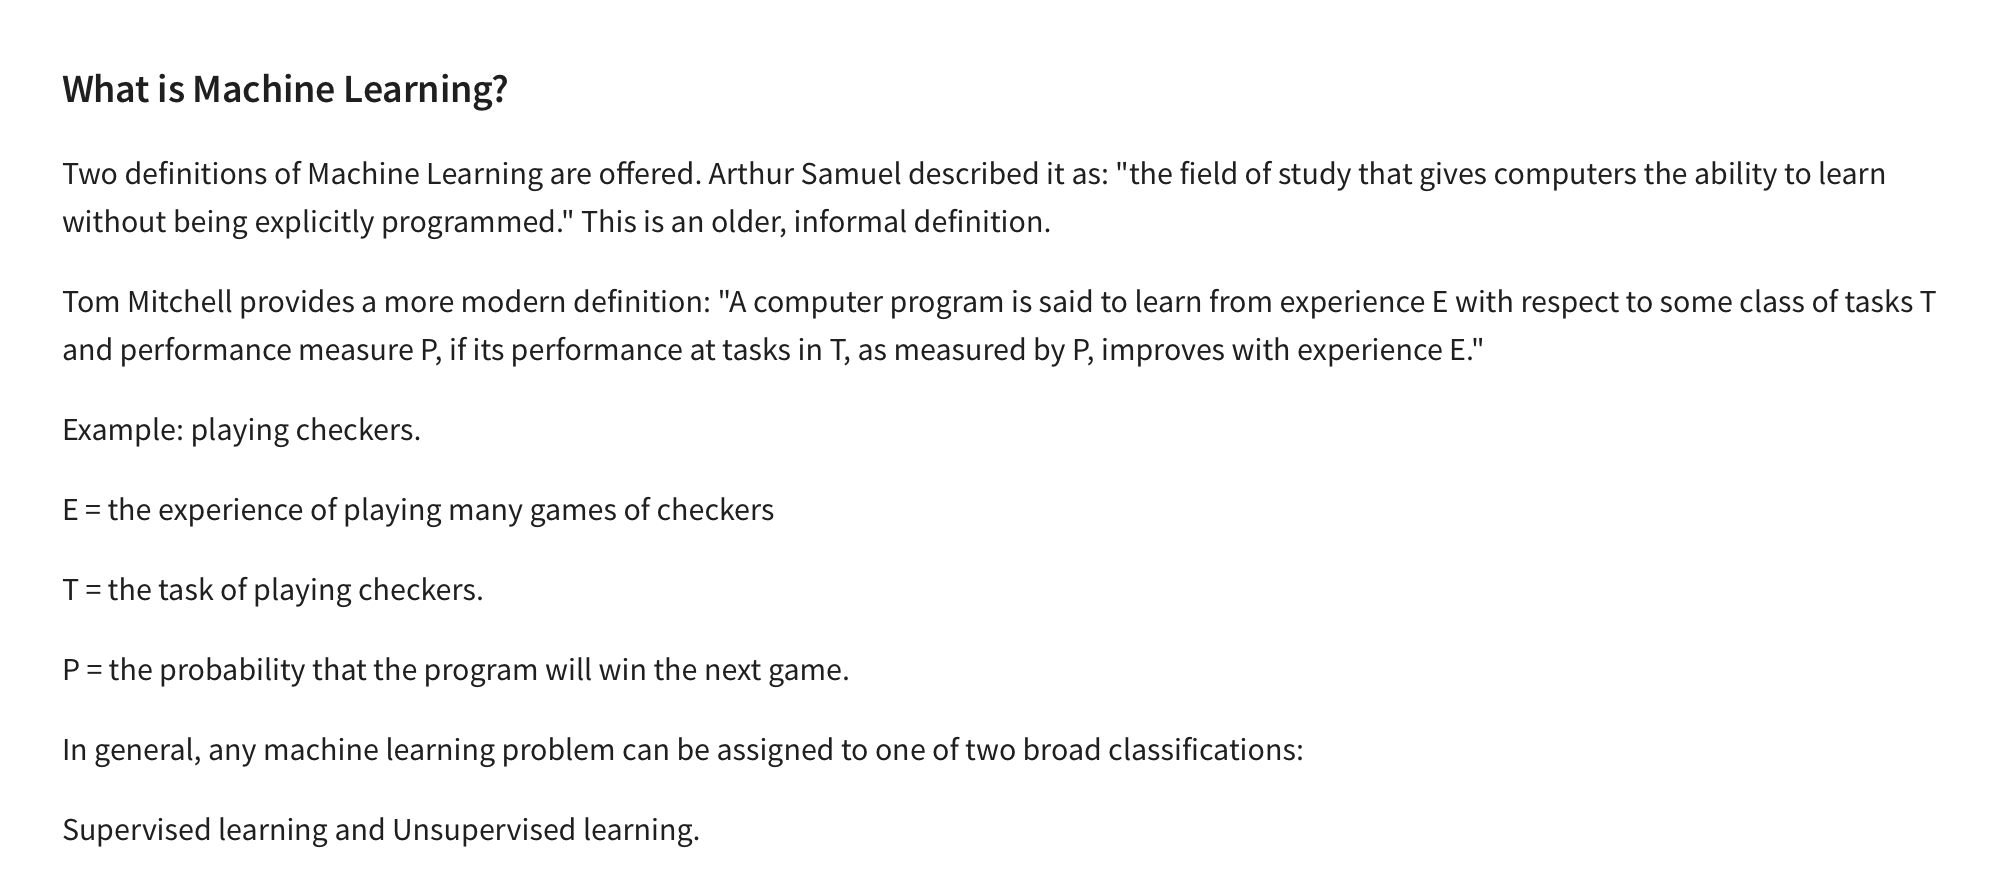 What is Machine Learning?
Two definitions of Machine Learning are offered. Arthur Samuel described it as: "the field of study that gives computers the ability to learn
without being explicitly programmed." This is an older, informal definition.
Tom Mitchell provides a more modern definition: "A computer program is said to learn from experience E with respect to some class of tasks T
and performance measure P, if its performance at tasks in T, as measured by P, improves with experience E."
Example: playing checkers.
E = the experience of playing many games of checkers
T = the task of playing checkers.
P = the probability that the program will win the next game.
In general, any machine learning problem can be assigned to one of two broad classifications:
Supervised learning and Unsupervised learning.